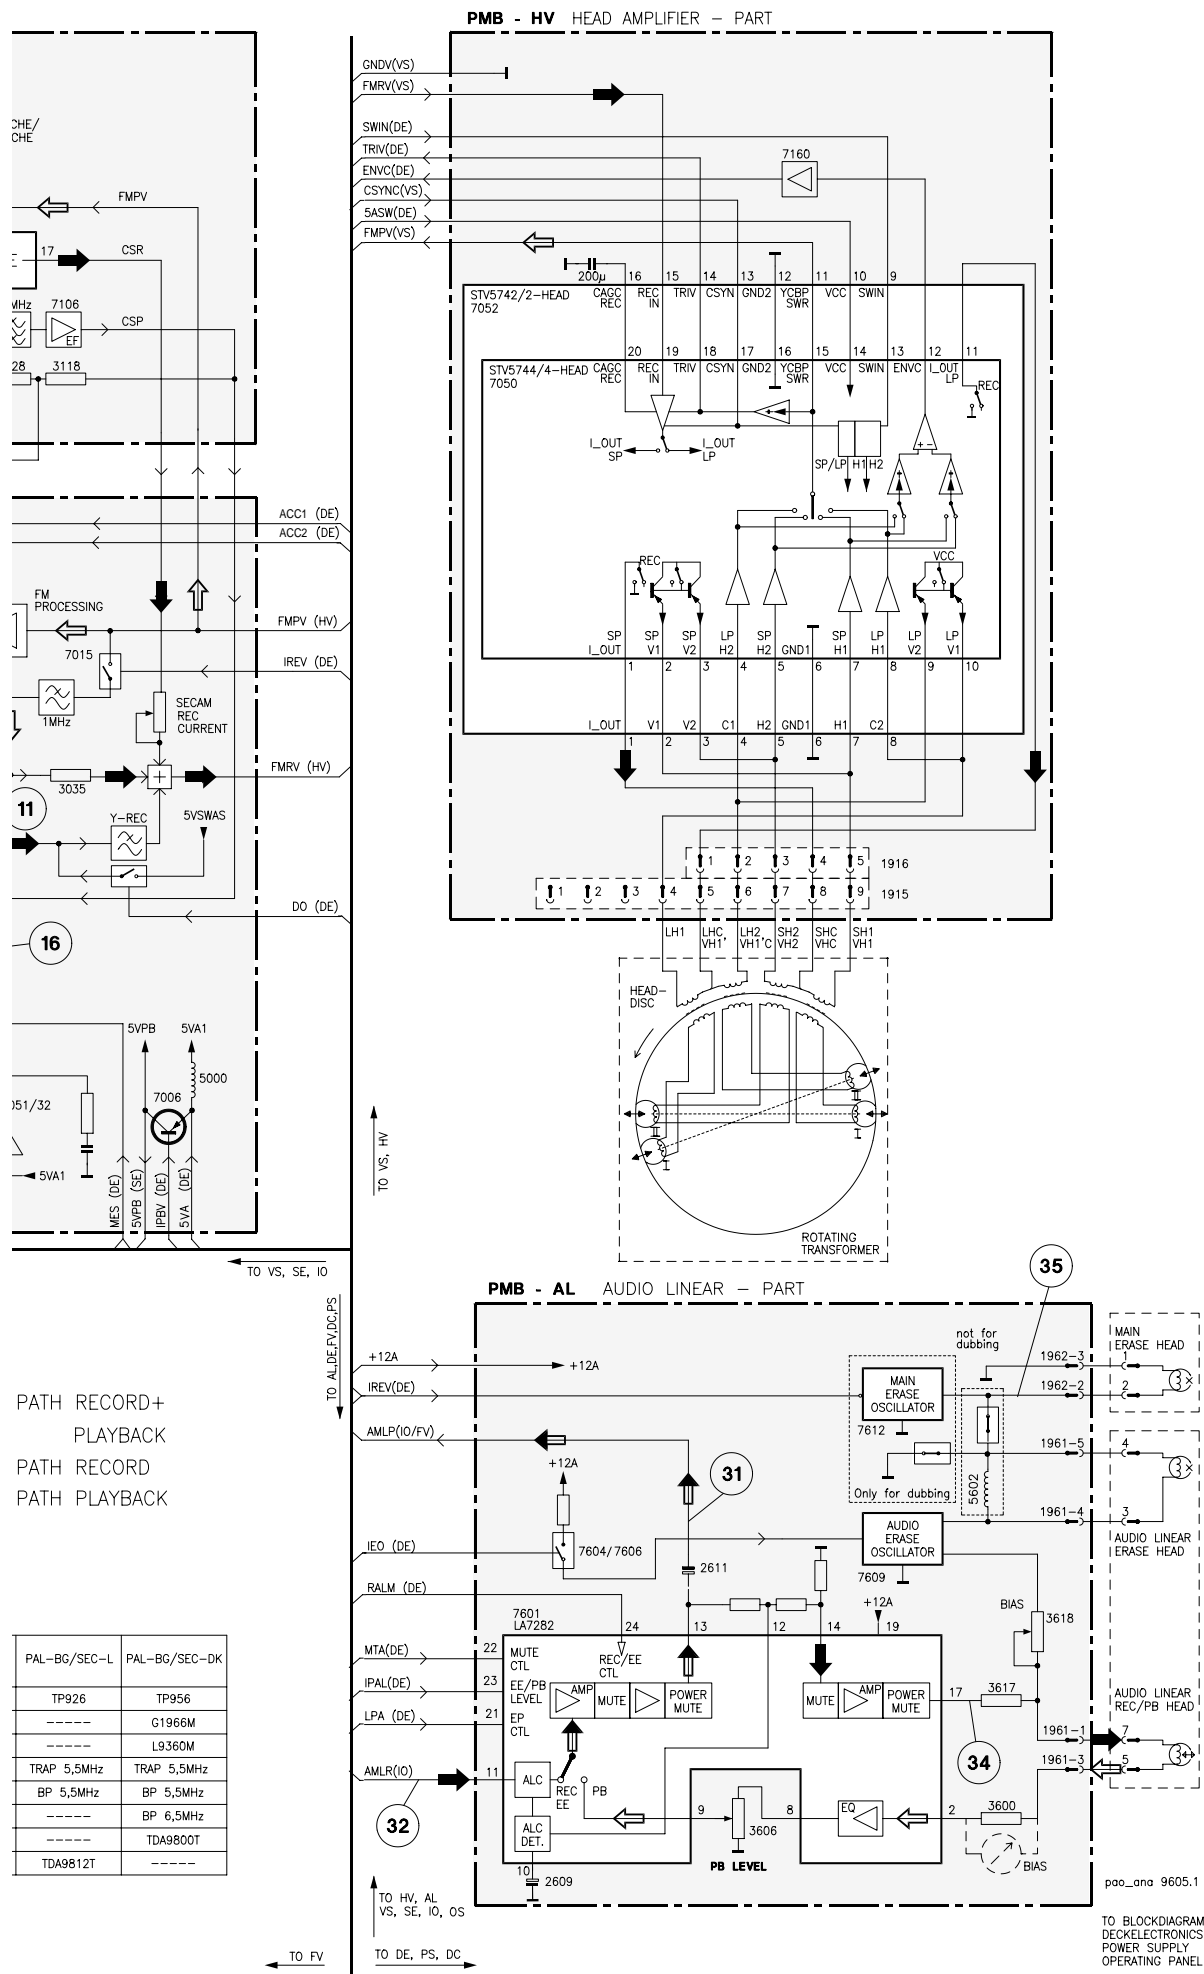 PMB - HV HEAD AMPLIFIER - PART
GNDV(VS)
FMRV(VS)
CHE/
CHE
SWIN(DE)
TRIV(DE)
7160
ENVC(DE)
CSYNC(VS)
FMPV
5ASW(DE)
FMPV(VS)
17
CSR
200µ
16 15 14 13 12 11 10 9
STV5742/2-HEAD
7052
CAGC REC IN TRIV CSYN GND2 YCBP VCC SWIN
REC SWR
MHz
7106
EF
CSP
20 19 18 17 16 15 14 13 12 11
STV5744/4-HEAD
7050
CAGC REC TRIV CSYN GND2 YCBP VCC SWIN ENVC I_OUT
REC IN SWR LP
28
3118
REC
I_OUT I_OUT
SP LP
SP/LP H1 H2
ACC1 (DE)
ACC2 (DE)
REC
VCC
FM
PROCESSING
FMPV (HV)
SP SP SP LP SP SP LP LP LP
I_OUT V1 V2 H2 H2 GND1 H1 H1 V2 V1
7015
IREV (DE)
1 2 3 4 5 6 7 8 9 10
1MHz
SECAM
REC
CURRENT
I_OUT V1 V2 C1 H2 GND1 H1 C2
1 2 3 4 5 6 7 8
FMRV (HV)
3035
11
Y-REC
5VSWAS
1 2 3 4 5 1916
1 2 3 4 5 6 7 8 9 1915
DO (DE)
16
LH1 LHC LH2 SH2 SHC SH1
VH1' VH1'C VH2 VHC VH1
HEAD-
DISC
5VPB 5VA1
5000
051/32
7006
5VA1
MES (DE)
5VPB (SE)
IPBV (DE)
5VA (DE)
TO VS, HV
ROTATING
TRANSFORMER
TO VS, SE, IO
PMB - AL AUDIO LINEAR - PART
35
TO AL,DE,FV,DC,PS
not for
dubbing
MAIN
ERASE HEAD
+12A
+12A
1962-3 1
IREV(DE)
MAIN
ERASE
OSCILLATOR
7612
1962-2 2
PATH RECORD+
PLAYBACK
PATH RECORD
PATH PLAYBACK
AMLP(IO/FV)
1961-5 4
+12A
31
Only for dubbing
5602
1961-4 3
AUDIO LINEAR
ERASE HEAD
IEO (DE)
7604/7606
AUDIO
ERASE
OSCILLATOR
7609
2611
RALM (DE)
+12A
BIAS
3618
7601
LA7282
24 13 12 14 19
MTA(DE)
22
MUTE
CTL
REC/EE
CTL
IPAL(DE)
23
EE/PB
LEVEL
AMP MUTE POWER
MUTE
MUTE AMP POWER
MUTE
17
3617
AUDIO LINEAR
REC/PB HEAD
LPA (DE)
21
EP
CTL
34
1961-1 7
1961-3 5
AMLR(IO)
11
ALC
REC
EE
PB
32
ALC
DET.
9
3606
8
EQ
2
3600
PB LEVEL
BIAS
10
2609
PAL-BG/SEC-L PAL-BG/SEC-DK
TP926 TP956
----- G1966M
----- L9360M
TRAP 5,5MHz TRAP 5,5MHz
BP 5,5MHz BP 5,5MHz
----- BP 6,5MHz
----- TDA9800T
TDA9812T -----
pao_ana 9605.1
TO HV, AL
VS, SE, IO, OS
TO FV
TO DE, PS, DC
TO BLOCKDIAGRAM
DECKELECTRONICS
POWER SUPPLY
OPERATING PANEL